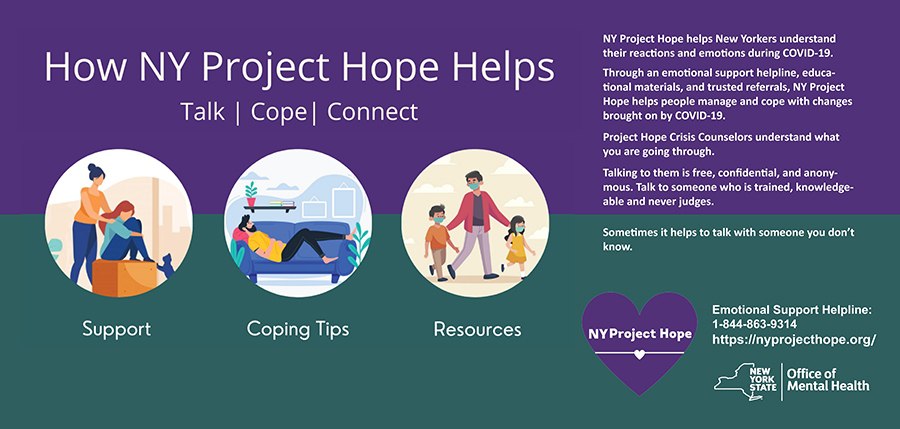 How NY Project Hope Helps
Talk | Cope| Connect
Support
Coping Tips
Resources
NY Project Hope helps New Yorkers understand
their reactions and emotions during COVID-19.
Through an emotional support helpline, educa-
tional materials, and trusted referrals, NY Project
Hope helps people manage and cope with changes
brought on by COVID-19.
Project Hope Crisis Counselors understand what
you are going through.
Talking to them is free, confidential, and anony-
mous. Talk to someone who is trained, knowledge-
able and never judges.
Sometimes it helps to talk with someone you don't
know.
NYProject Hope
Emotional Support Helpline:
1-844-863-9314
https://nyprojecthope.org/
NEW
YORK
STATE
Office of
Mental Health